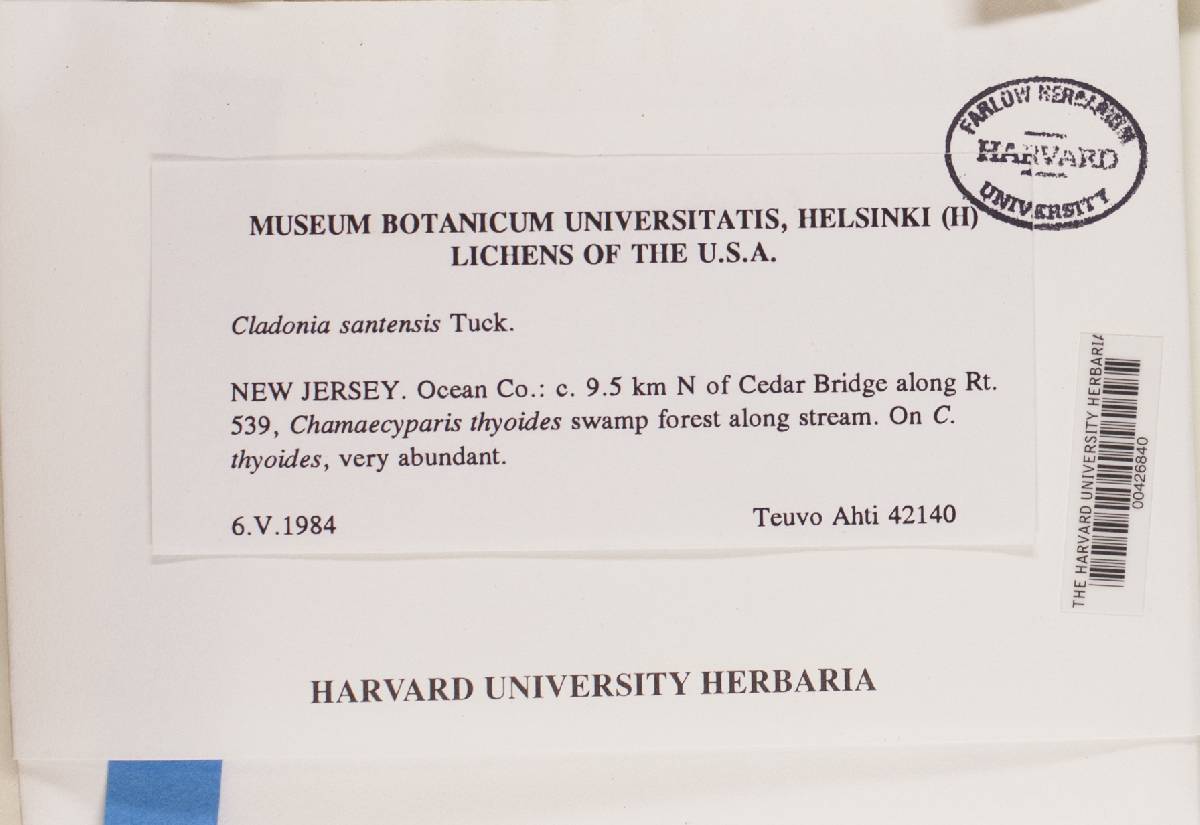 FARLOW HERBARIUM
HARVARD
UNIVERSITY
MUSEUM BOTANICUM UNIVERSITATIS, HELSINKI (H)
LICHENS OF THE U.S.A.
Cladonia santensis Tuck.
NEW JERSEY. Ocean Co.: c. 9.5 km N of Cedar Bridge along Rt.
539, Chamaecyparis thyoides swamp forest along stream. On C.
thyoides, very abundant.
6.V.1984 Teuvo Ahti 42140
THE HARVARD UNIVERSITY HERBARIA
00426840
HARVARD UNIVERSITY HERBARIA